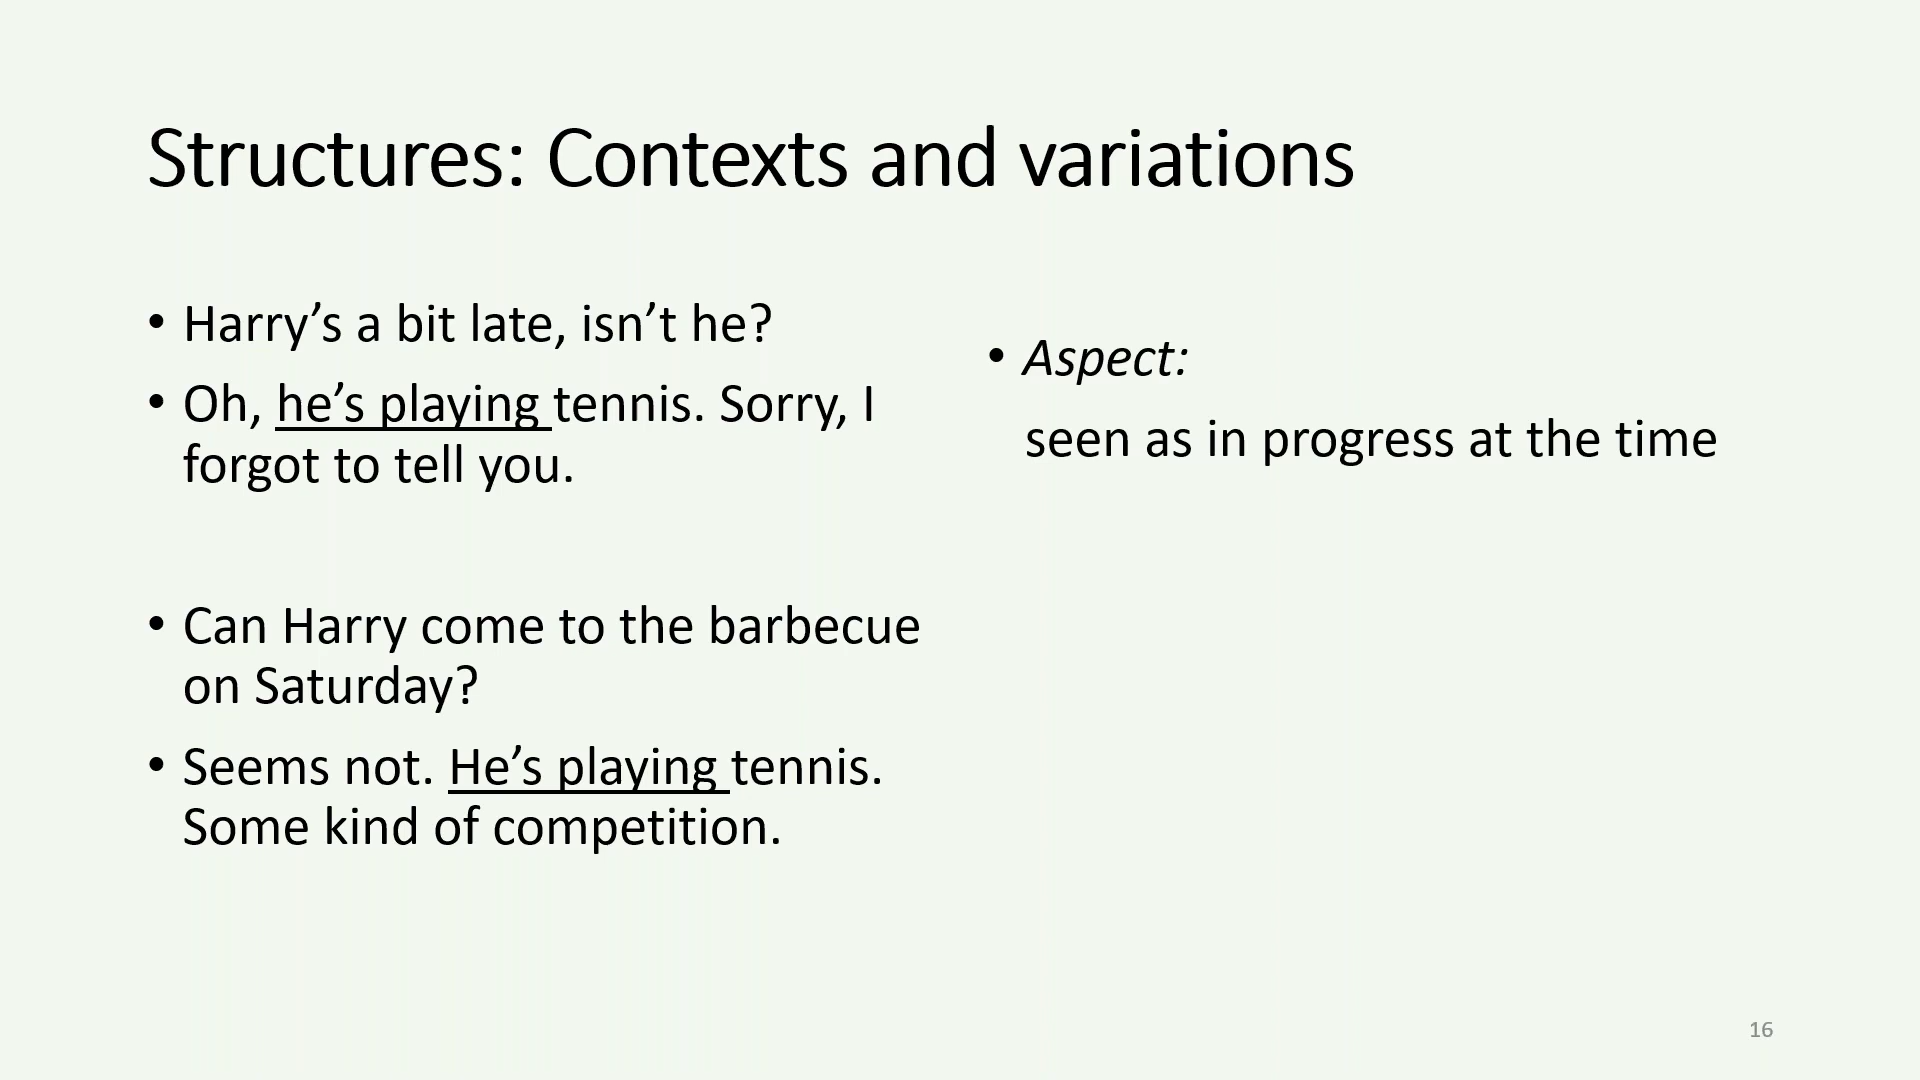 Structures: Contexts and variations
• Harry’s a bit late, isn’t he?
• Oh, he’s playing tennis. Sorry, I
forgot to tell you.
• Can Harry come to the barbecue
on Saturday?
• Seems not. He’s playing tennis.
Some kind of competition.
• Aspect:
seen as in progress at the time
16